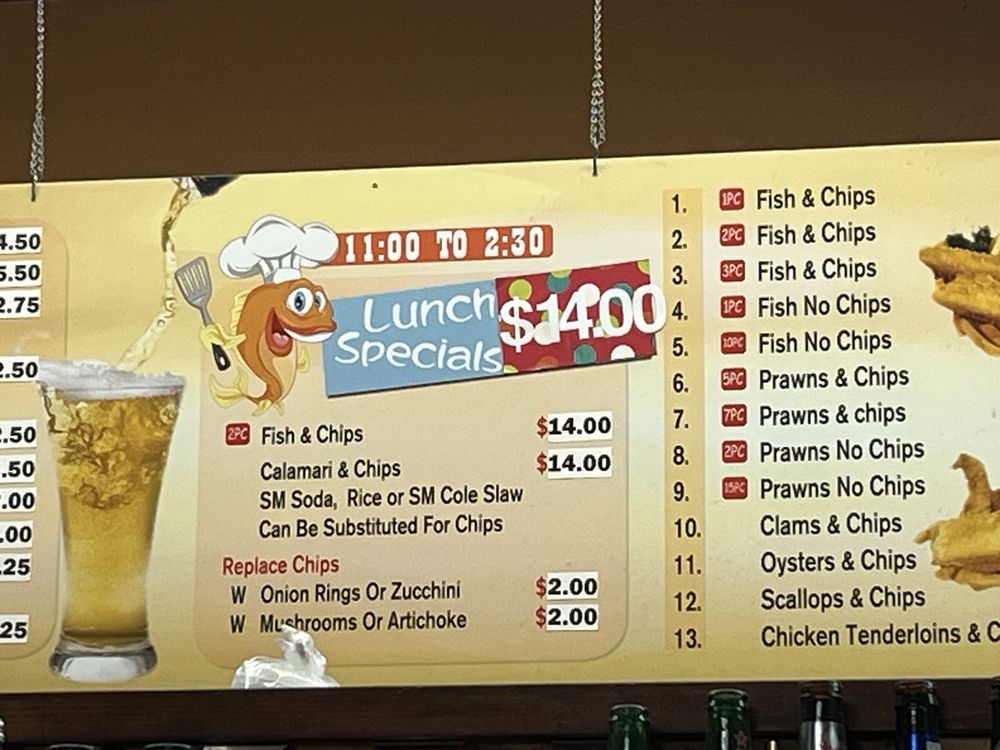 4.50
5.50
2.75
2.50
2.50
.50
.00
.00
.25
25
11:00 TO 2:30
Lunch Specials $14.00
2PC Fish & Chips $14.00
Calamari & Chips $14.00
SM Soda, Rice or SM Cole Slaw
Can Be Substituted For Chips
Replace Chips
W Onion Rings Or Zucchini $2.00
W Mushrooms Or Artichoke $2.00
1. 1PC Fish & Chips
2. 2PC Fish & Chips
3. 3PC Fish & Chips
4. 1PC Fish No Chips
5. 10PC Fish No Chips
6. 5PC Prawns & Chips
7. 7PC Prawns & chips
8. 2PC Prawns No Chips
9. 15PC Prawns No Chips
10. Clams & Chips
11. Oysters & Chips
12. Scallops & Chips
13. Chicken Tenderloins & C